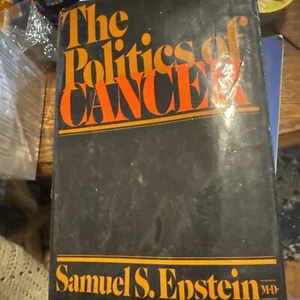 The
Politics of
CANCER
Samuel S. Epstein M·D·